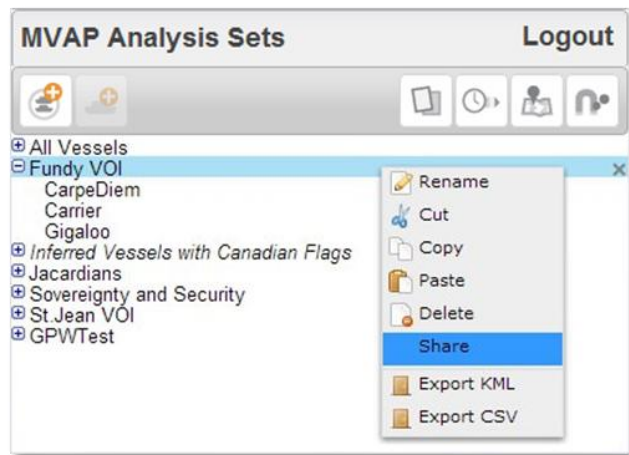 MVAP Analysis Sets Logout
All Vessels
Fundy VOI
CarpeDiem
Carrier
Gigaloo
Inferred Vessels with Canadian Flags
Jacardians
Sovereignty and Security
St.Jean VOI
GPWTest
Rename
Cut
Copy
Paste
Delete
Share
Export KML
Export CSV